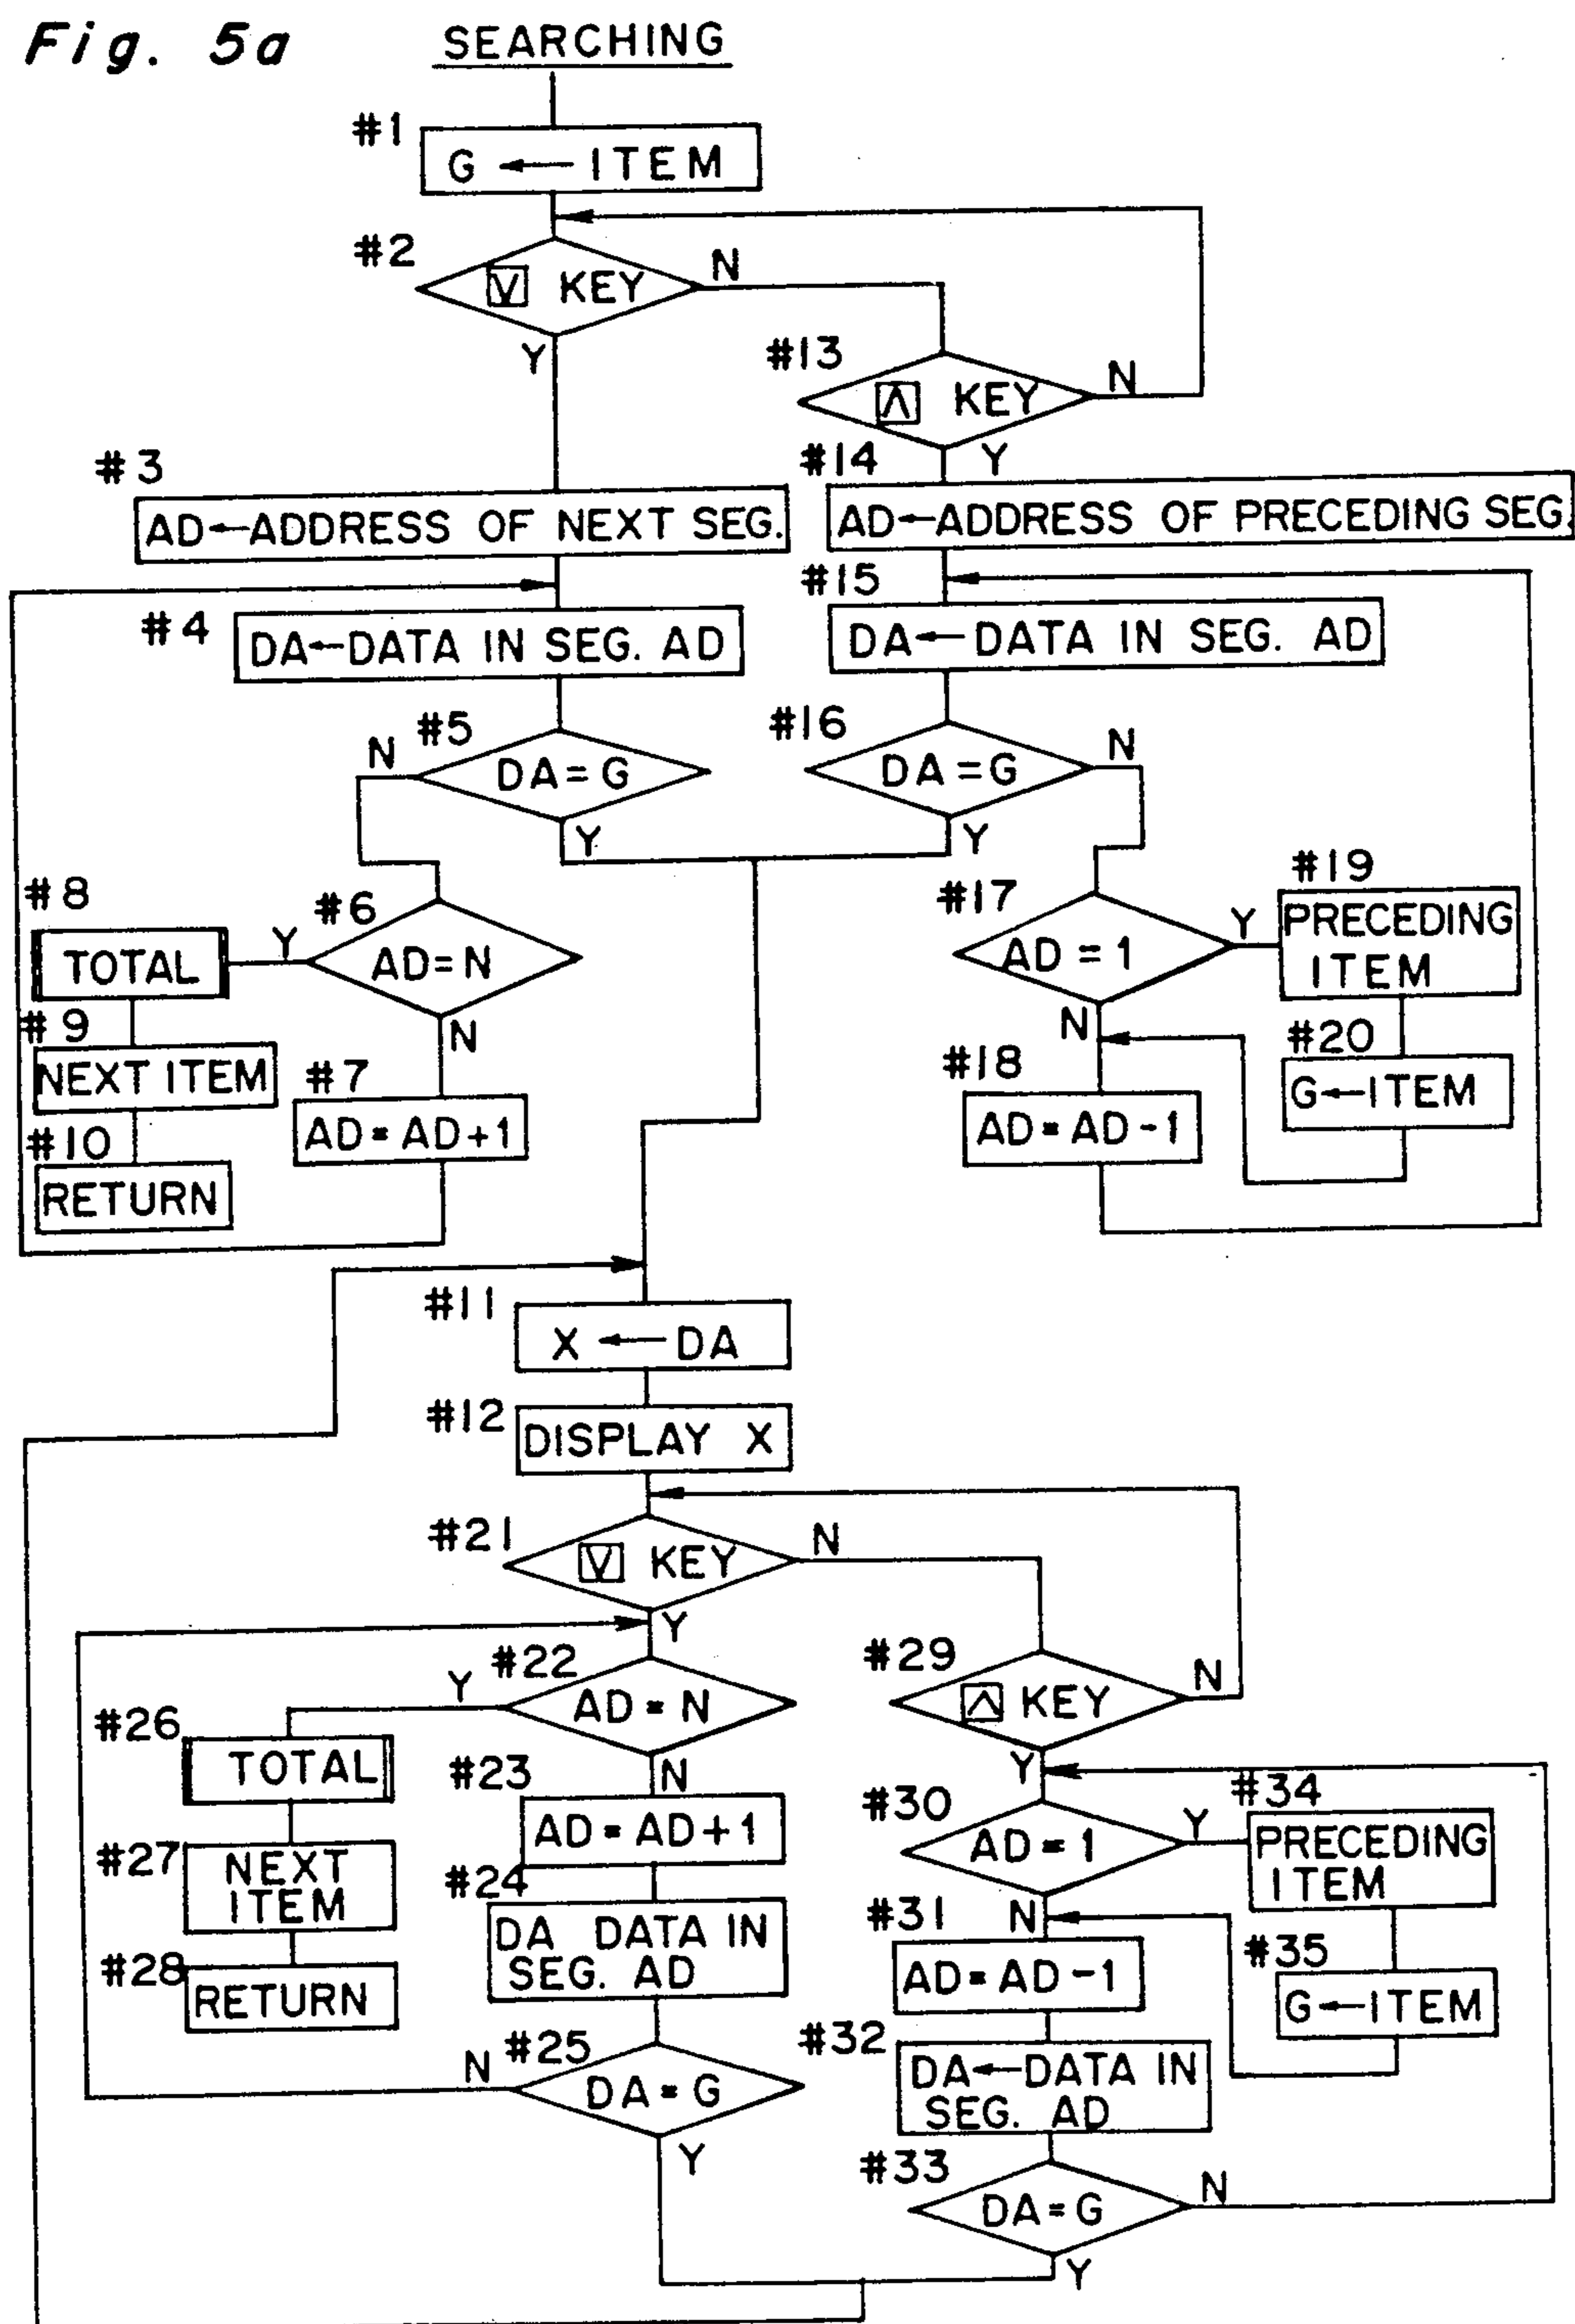 Fig. 5a
SEARCHING
#1
G ← ITEM
#2
V KEY
N
Y
#13
Λ KEY
N
Y
#3
AD←ADDRESS OF NEXT SEG.
#14
AD←ADDRESS OF PRECEDING SEG.
#4
DA←DATA IN SEG. AD
#15
DA←DATA IN SEG. AD
#5
N
DA=G
Y
#16
DA=G
N
Y
#8
TOTAL
Y
#6
AD=N
N
#17
AD=1
Y
N
#19
PRECEDING
ITEM
#9
NEXT ITEM
#7
AD=AD+1
#18
AD=AD-1
#20
G←ITEM
#10
RETURN
#11
X ← DA
#12
DISPLAY X
#21
V KEY
N
Y
#22
Y
AD=N
N
#29
Λ KEY
N
Y
#26
TOTAL
#23
AD=AD+1
#30
AD=1
Y
N
#34
PRECEDING
ITEM
#27
NEXT
ITEM
#24
DA DATA IN
SEG. AD
#31
AD=AD-1
#35
G←ITEM
#28
RETURN
#25
N
DA=G
Y
#32
DA←DATA IN
SEG. AD
#33
DA=G
N
Y